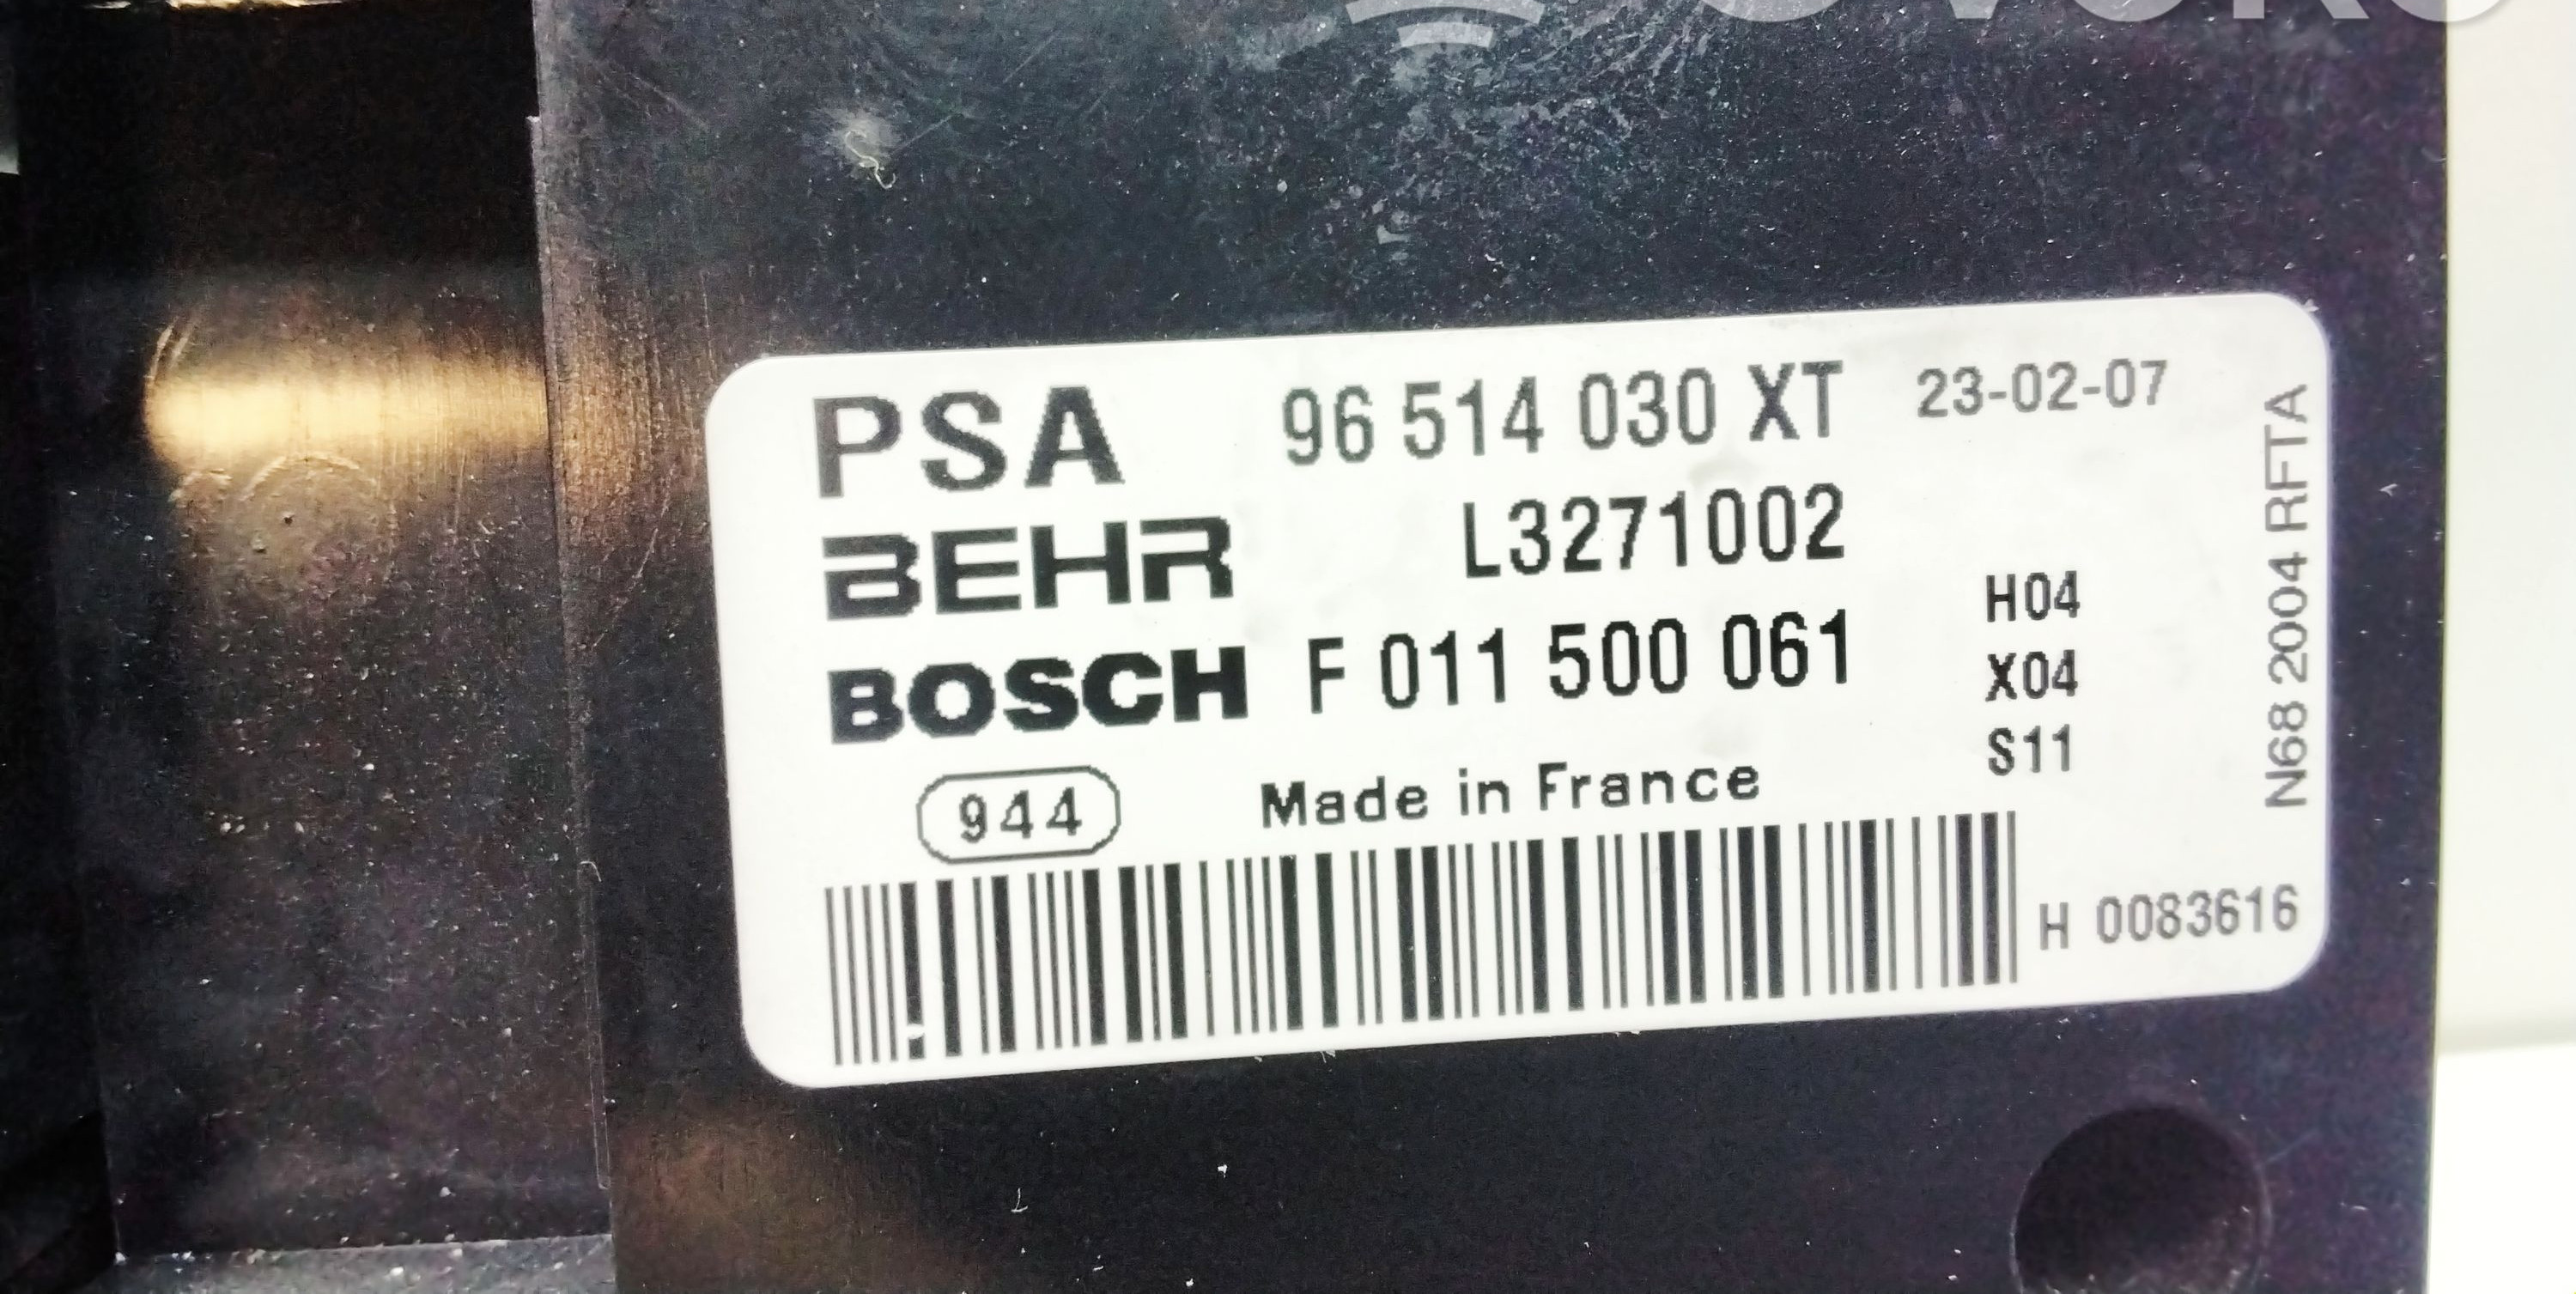 PSA 96 514 030 XT 23-02-07
BEHR L3271002
BOSCH F 011 500 061
H04
X04
S11
944 Made in France
H 0083616
N68 2004 RFTA